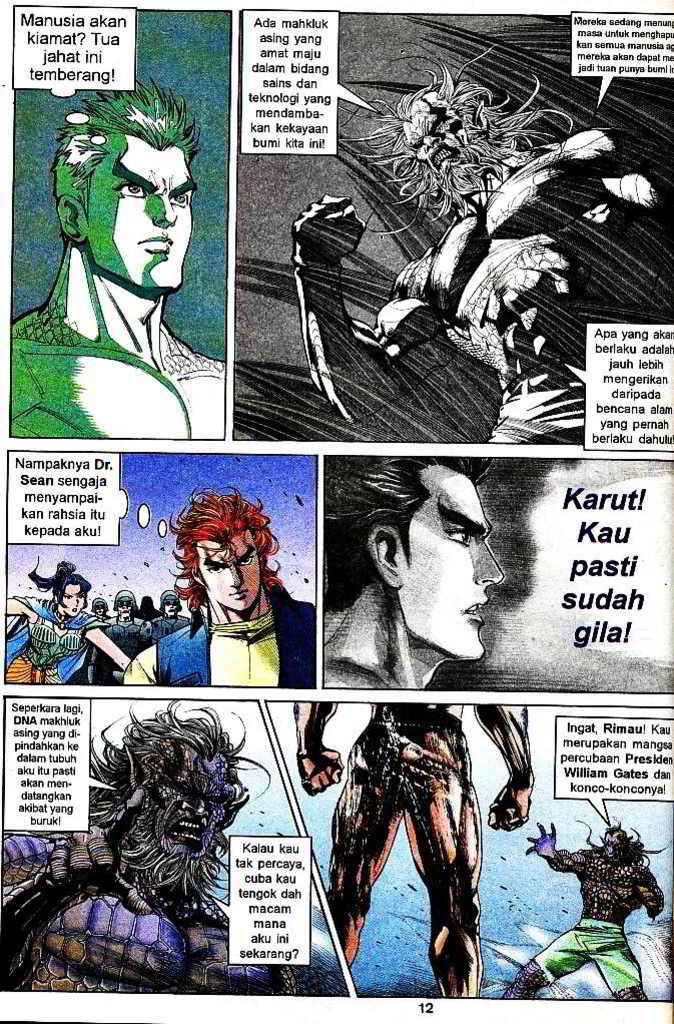 Manusia akan
kiamat? Tua
jahat ini
temberang!
Ada mahkluk
asing yang
amat maju
dalam bidang
sains dan
teknologi yang
mendamba-
kan kekayaan
bumi kita ini!
Mereka sedang menung
masa untuk menghapu
kan semua manusia ag
mereka akan dapat me
jadi tuan punya bumi in
Apa yang akan
berlaku adalah
jauh lebih
mengerikan
daripada
bencana alam
yang pernah
berlaku dahulu!
Nampaknya Dr.
Sean sengaja
menyampai-
kan rahsia itu
kepada aku!
Karut!
Kau
pasti
sudah
gila!
Seperkara lagi,
DNA makhluk
asing yang di-
pindahkan ke
dalam tubuh
aku itu pasti
akan men-
datangkan
akibat yang
buruk!
Kalau kau
tak percaya,
cuba kau
tengok dah
macam
mana
aku ini
sekarang?
Ingat, Rimau! Kau
merupakan mangsa
percubaan Presiden
William Gates dan
konco-konconya!
12